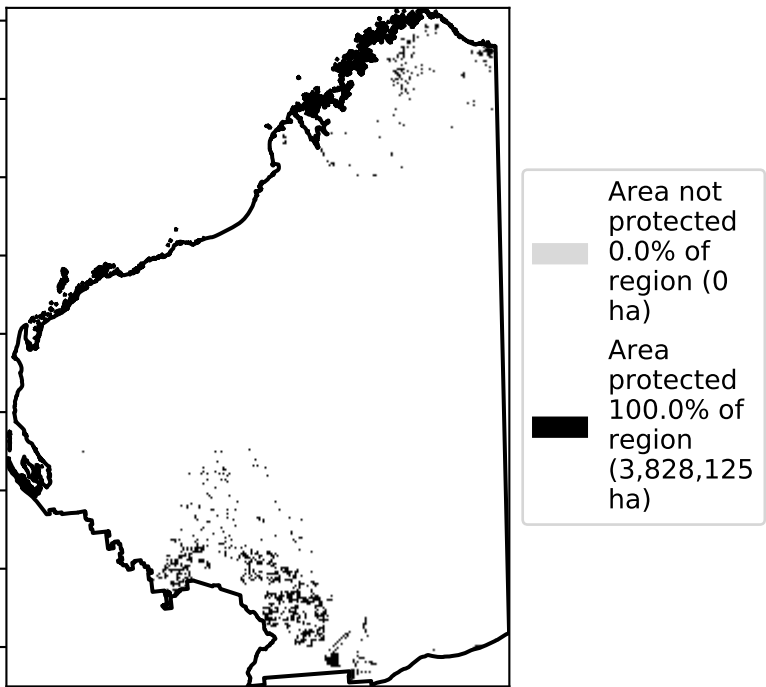 Area not
protected
0.0% of
region (0
ha)
Area
protected
100.0% of
region
(3,828,125
ha)